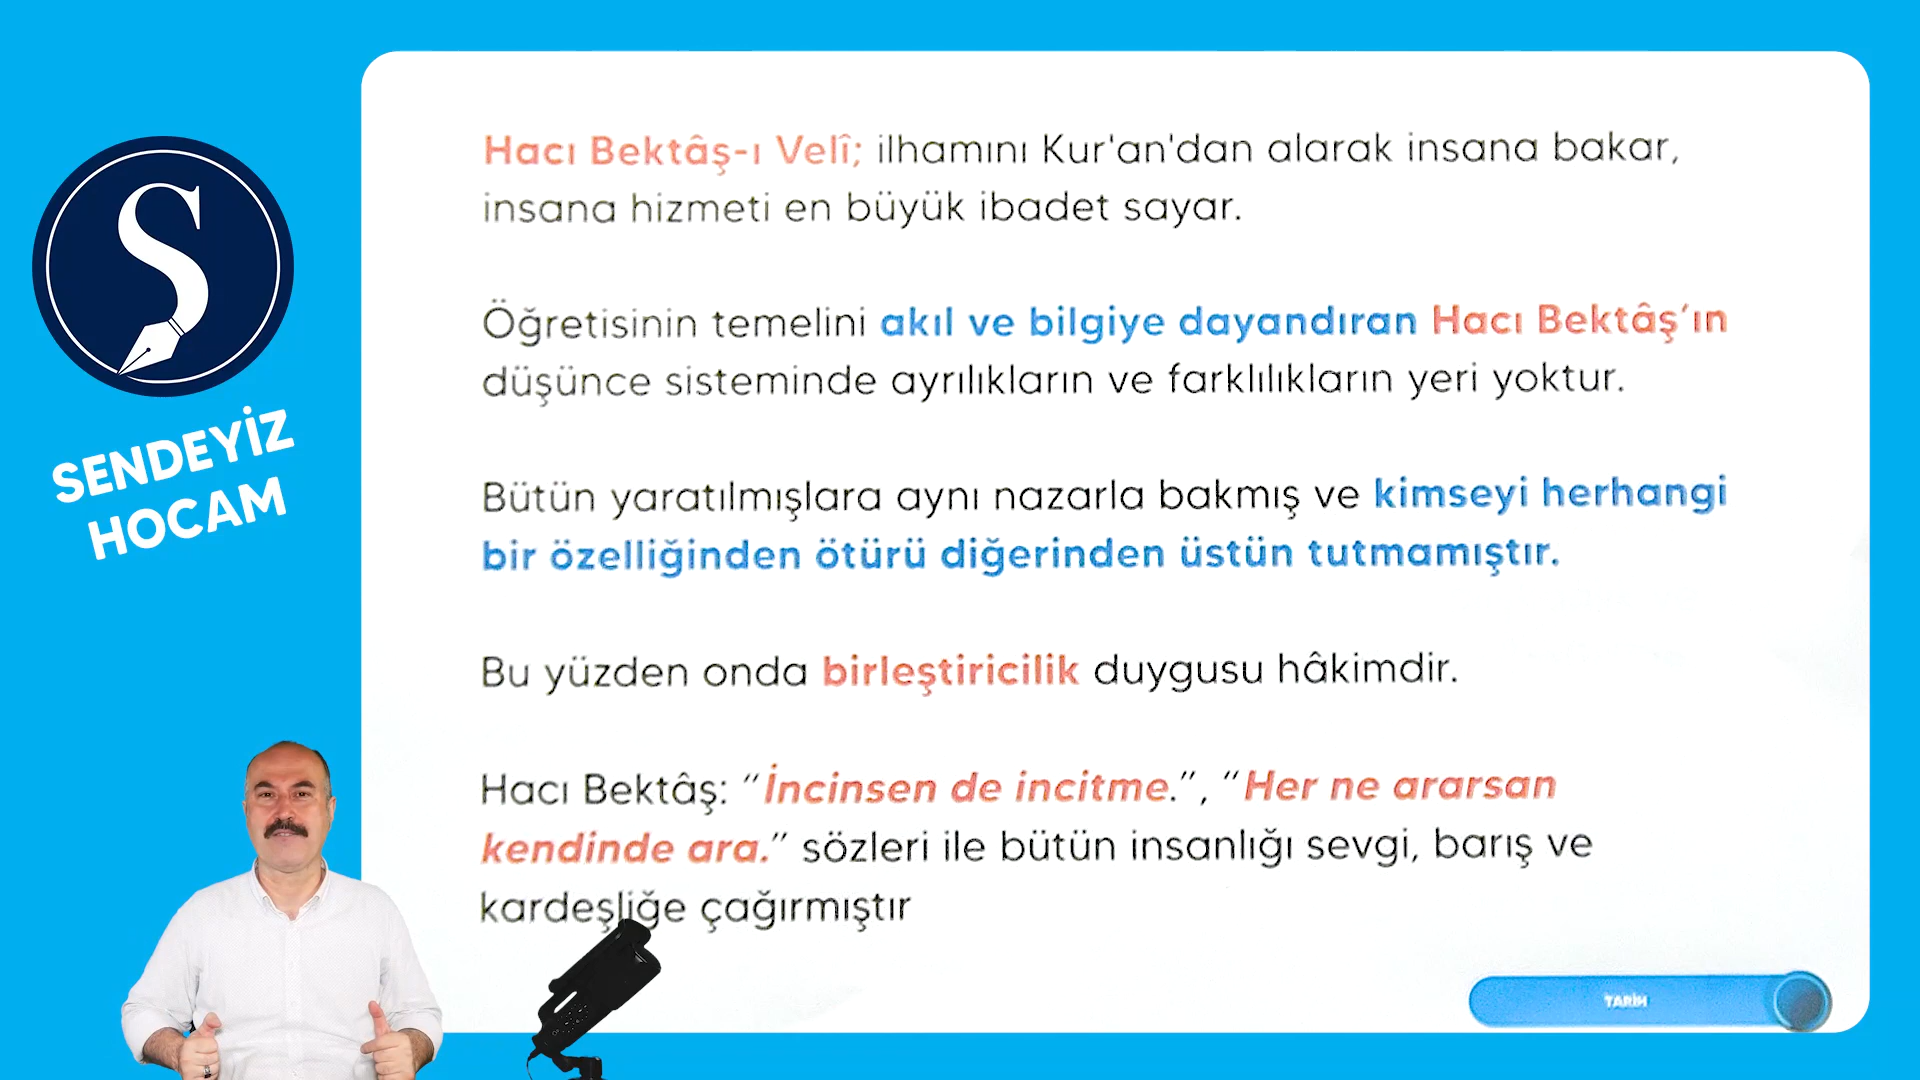 S
SENDEYİZ
HOCAM
Hacı Bektâş-ı Velî; ilhamını Kur'an'dan alarak insana bakar,
insana hizmeti en büyük ibadet sayar.
Öğretisinin temelini akıl ve bilgiye dayandıran Hacı Bektâş’ın
düşünce sisteminde ayrılıkların ve farklılıkların yeri yoktur.
Bütün yaratılmışlara aynı nazarla bakmış ve kimseyi herhangi
bir özelliğinden ötürü diğerinden üstün tutmamıştır.
Bu yüzden onda birleştiricilik duygusu hâkimdir.
Hacı Bektâş: “İncinsen de incitme.”, “Her ne ararsan
kendinde ara.” sözleri ile bütün insanlığı sevgi, barış ve
kardeşliğe çağırmıştır
TARİH